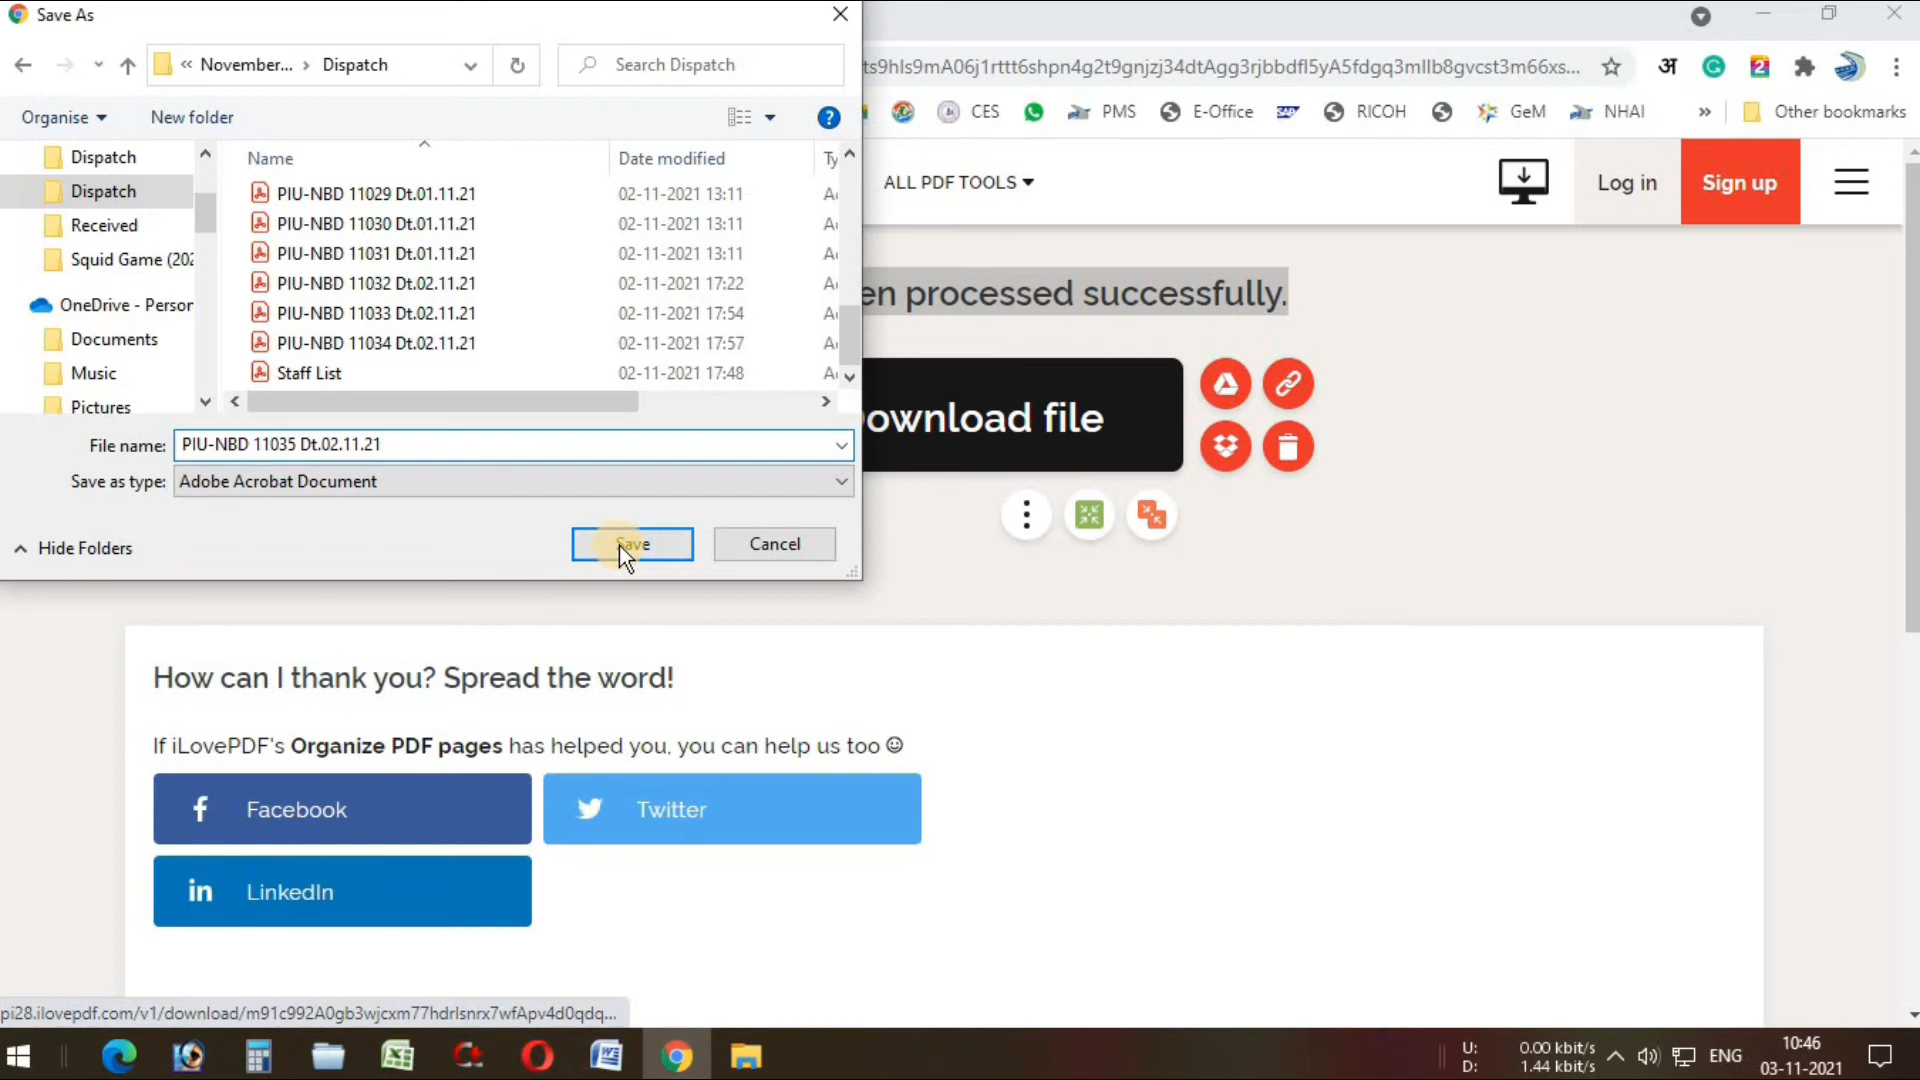 Save As
« November... › Dispatch
Search Dispatch
ts9hls9mA06j1rttt6shpn4g2t9gnjzj34dtAgg3rjbbdfl5yA5fdgq3mllb8gvcst3m66xs...
अ
Organise
New folder
CES
PMS
E-Office
SAP
RICOH
GeM
NHAI
»
Other bookmarks
Name
Date modified
Ty
Dispatch
Dispatch
Received
Squid Game (202
OneDrive - Person
Documents
Music
Pictures
PIU-NBD 11029 Dt.01.11.21 02-11-2021 13:11
PIU-NBD 11030 Dt.01.11.21 02-11-2021 13:11
PIU-NBD 11031 Dt.01.11.21 02-11-2021 13:11
PIU-NBD 11032 Dt.02.11.21 02-11-2021 17:22
PIU-NBD 11033 Dt.02.11.21 02-11-2021 17:54
PIU-NBD 11034 Dt.02.11.21 02-11-2021 17:57
Staff List 02-11-2021 17:48
ALL PDF TOOLS
Log in
Sign up
en processed successfully.
File name: PIU-NBD 11035 Dt.02.11.21
Save as type: Adobe Acrobat Document
Hide Folders
Save
Cancel
ownload file
How can I thank you? Spread the word!
If iLovePDF's Organize PDF pages has helped you, you can help us too
Facebook
Twitter
LinkedIn
pi28.ilovepdf.com/v1/download/m91c992A0gb3wjcxm77hdrlsnrx7wfApv4d0qdq...
U: 0.00 kbit/s
D: 1.44 kbit/s
ENG
10:46
03-11-2021